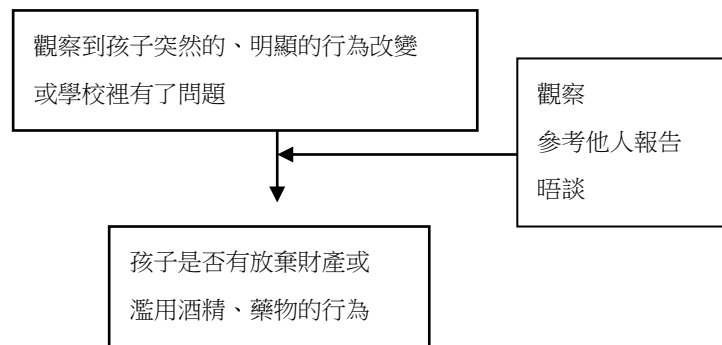 觀察到孩子突然的、明顯的行為改變
或學校裡有了問題
觀察
參考他人報告
晤談
孩子是否有放棄財產或
濫用酒精、藥物的行為